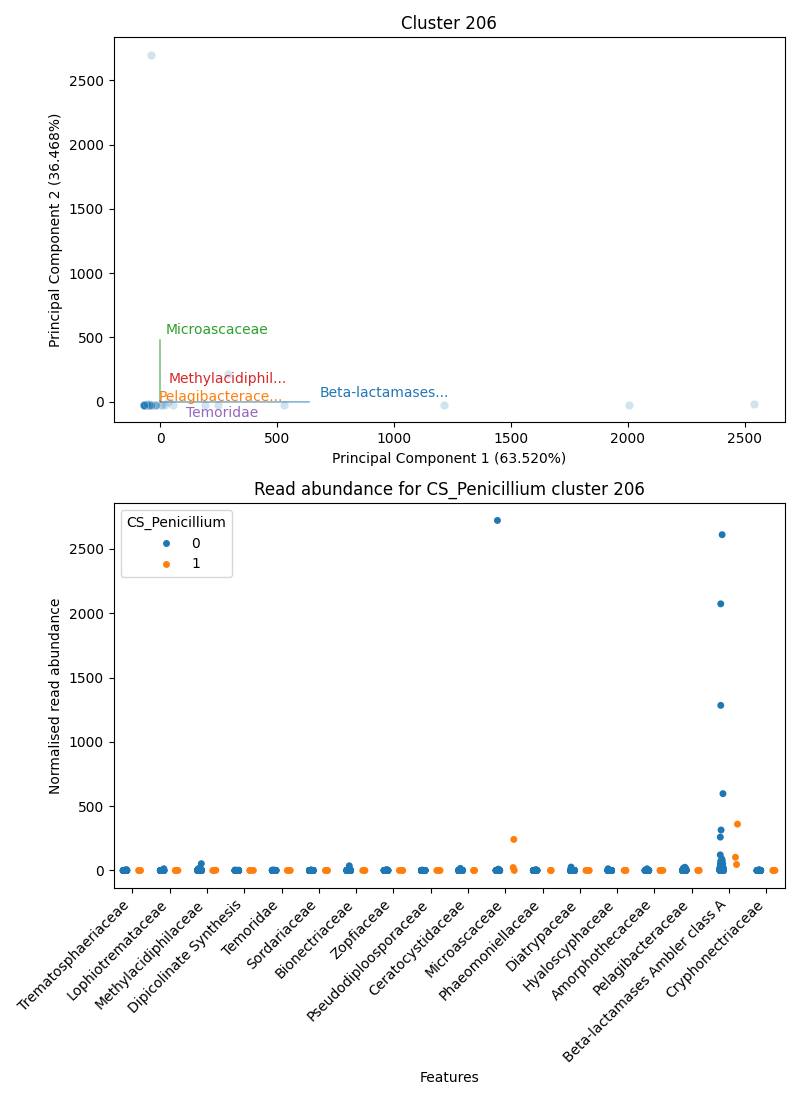 Cluster 206
Principal Component 2 (36.468%)
2500
2000
1500
1000
500
0
Microascaceae
Methylacidiphil...
Beta-lactamases...
Pelagibacterace...
Temoridae
0 500 1000 1500 2000 2500
Principal Component 1 (63.520%)
Read abundance for CS_Penicillium cluster 206
Normalised read abundance
CS_Penicillium
0
1
2500
2000
1500
1000
500
0
Trematosphaeriaceae
Lophiotremataceae
Methylacidiphilaceae
Dipicolinate Synthesis
Temoridae
Sordariaceae
Bionectriaceae
Zopfiaceae
Pseudodiploosporaceae
Ceratocystidaceae
Microascaceae
Phaeomoniellaceae
Diatrypaceae
Hyaloscyphaceae
Amorphothecaceae
Pelagibacteraceae
Beta-lactamases Ambler class A
Cryphonectriaceae
Features